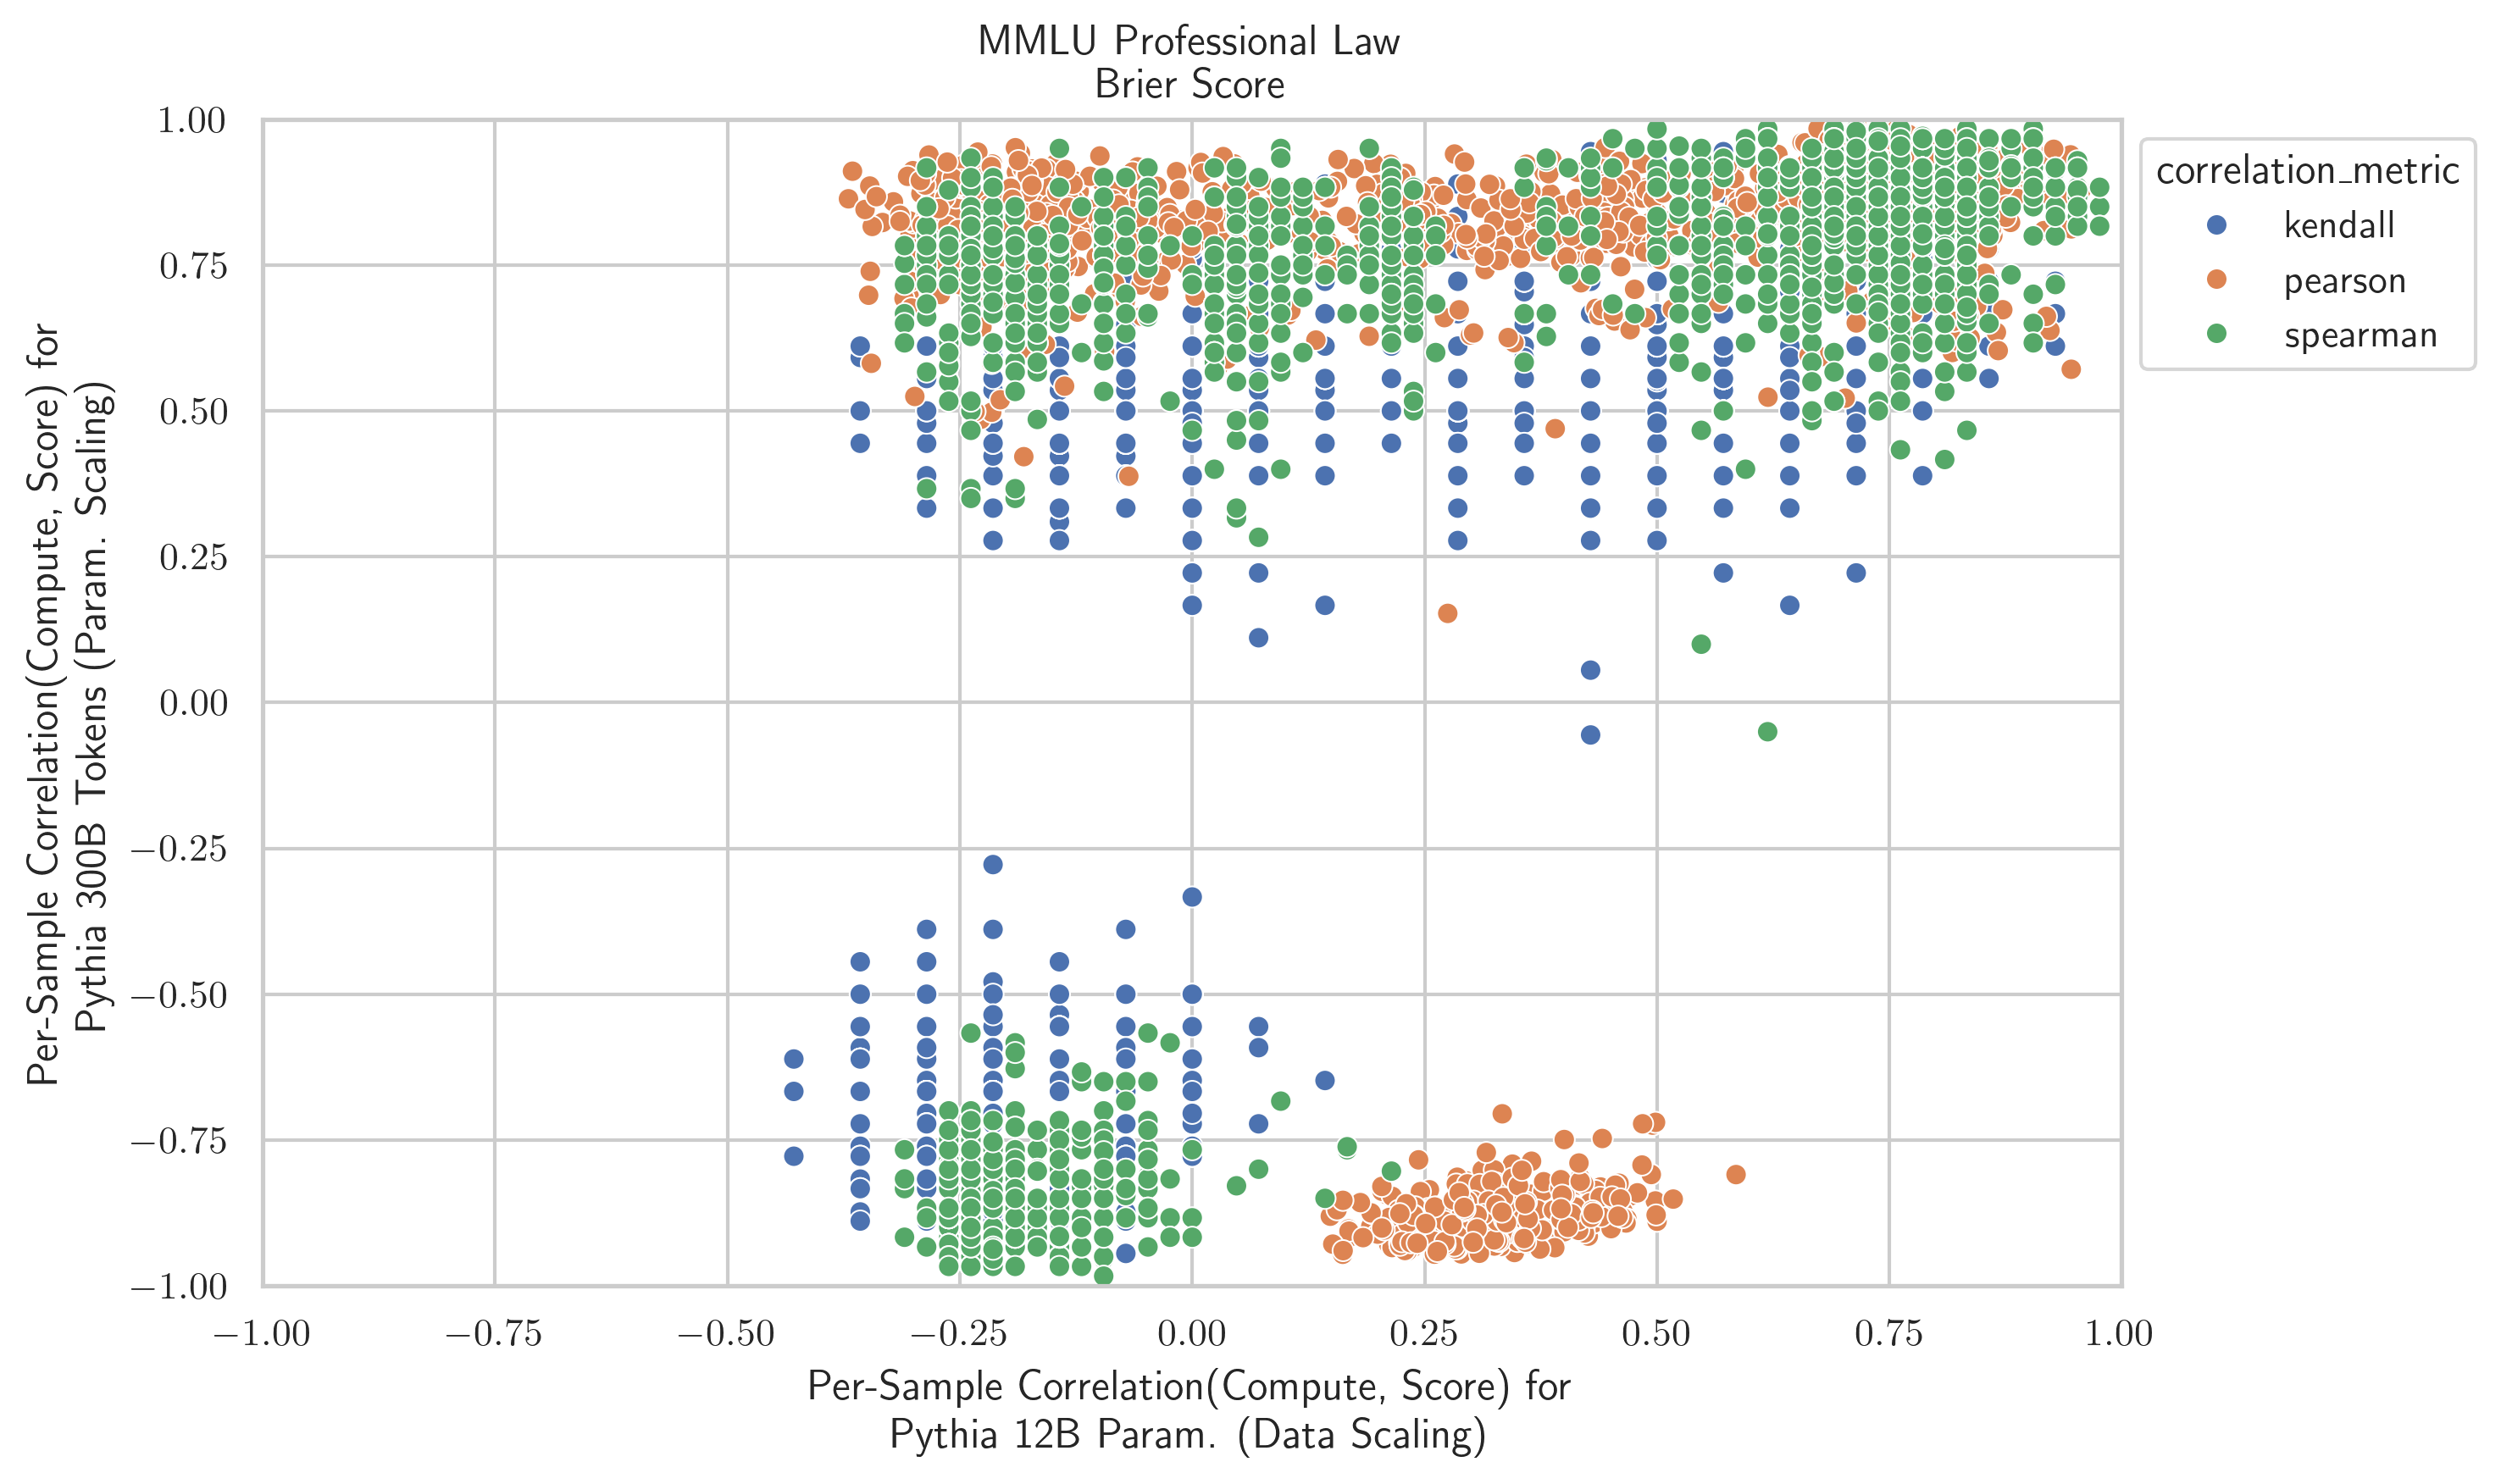 MMLU Professional Law
Brier Score
Per-Sample Correlation(Compute, Score) for
Pythia 300B Tokens (Param. Scaling)
1.00
0.75
0.50
0.25
0.00
−0.25
−0.50
−0.75
−1.00
−1.00
−0.75
−0.50
−0.25
0.00
0.25
0.50
0.75
1.00
Per-Sample Correlation(Compute, Score) for
Pythia 12B Param. (Data Scaling)
correlation_metric
kendall
pearson
spearman